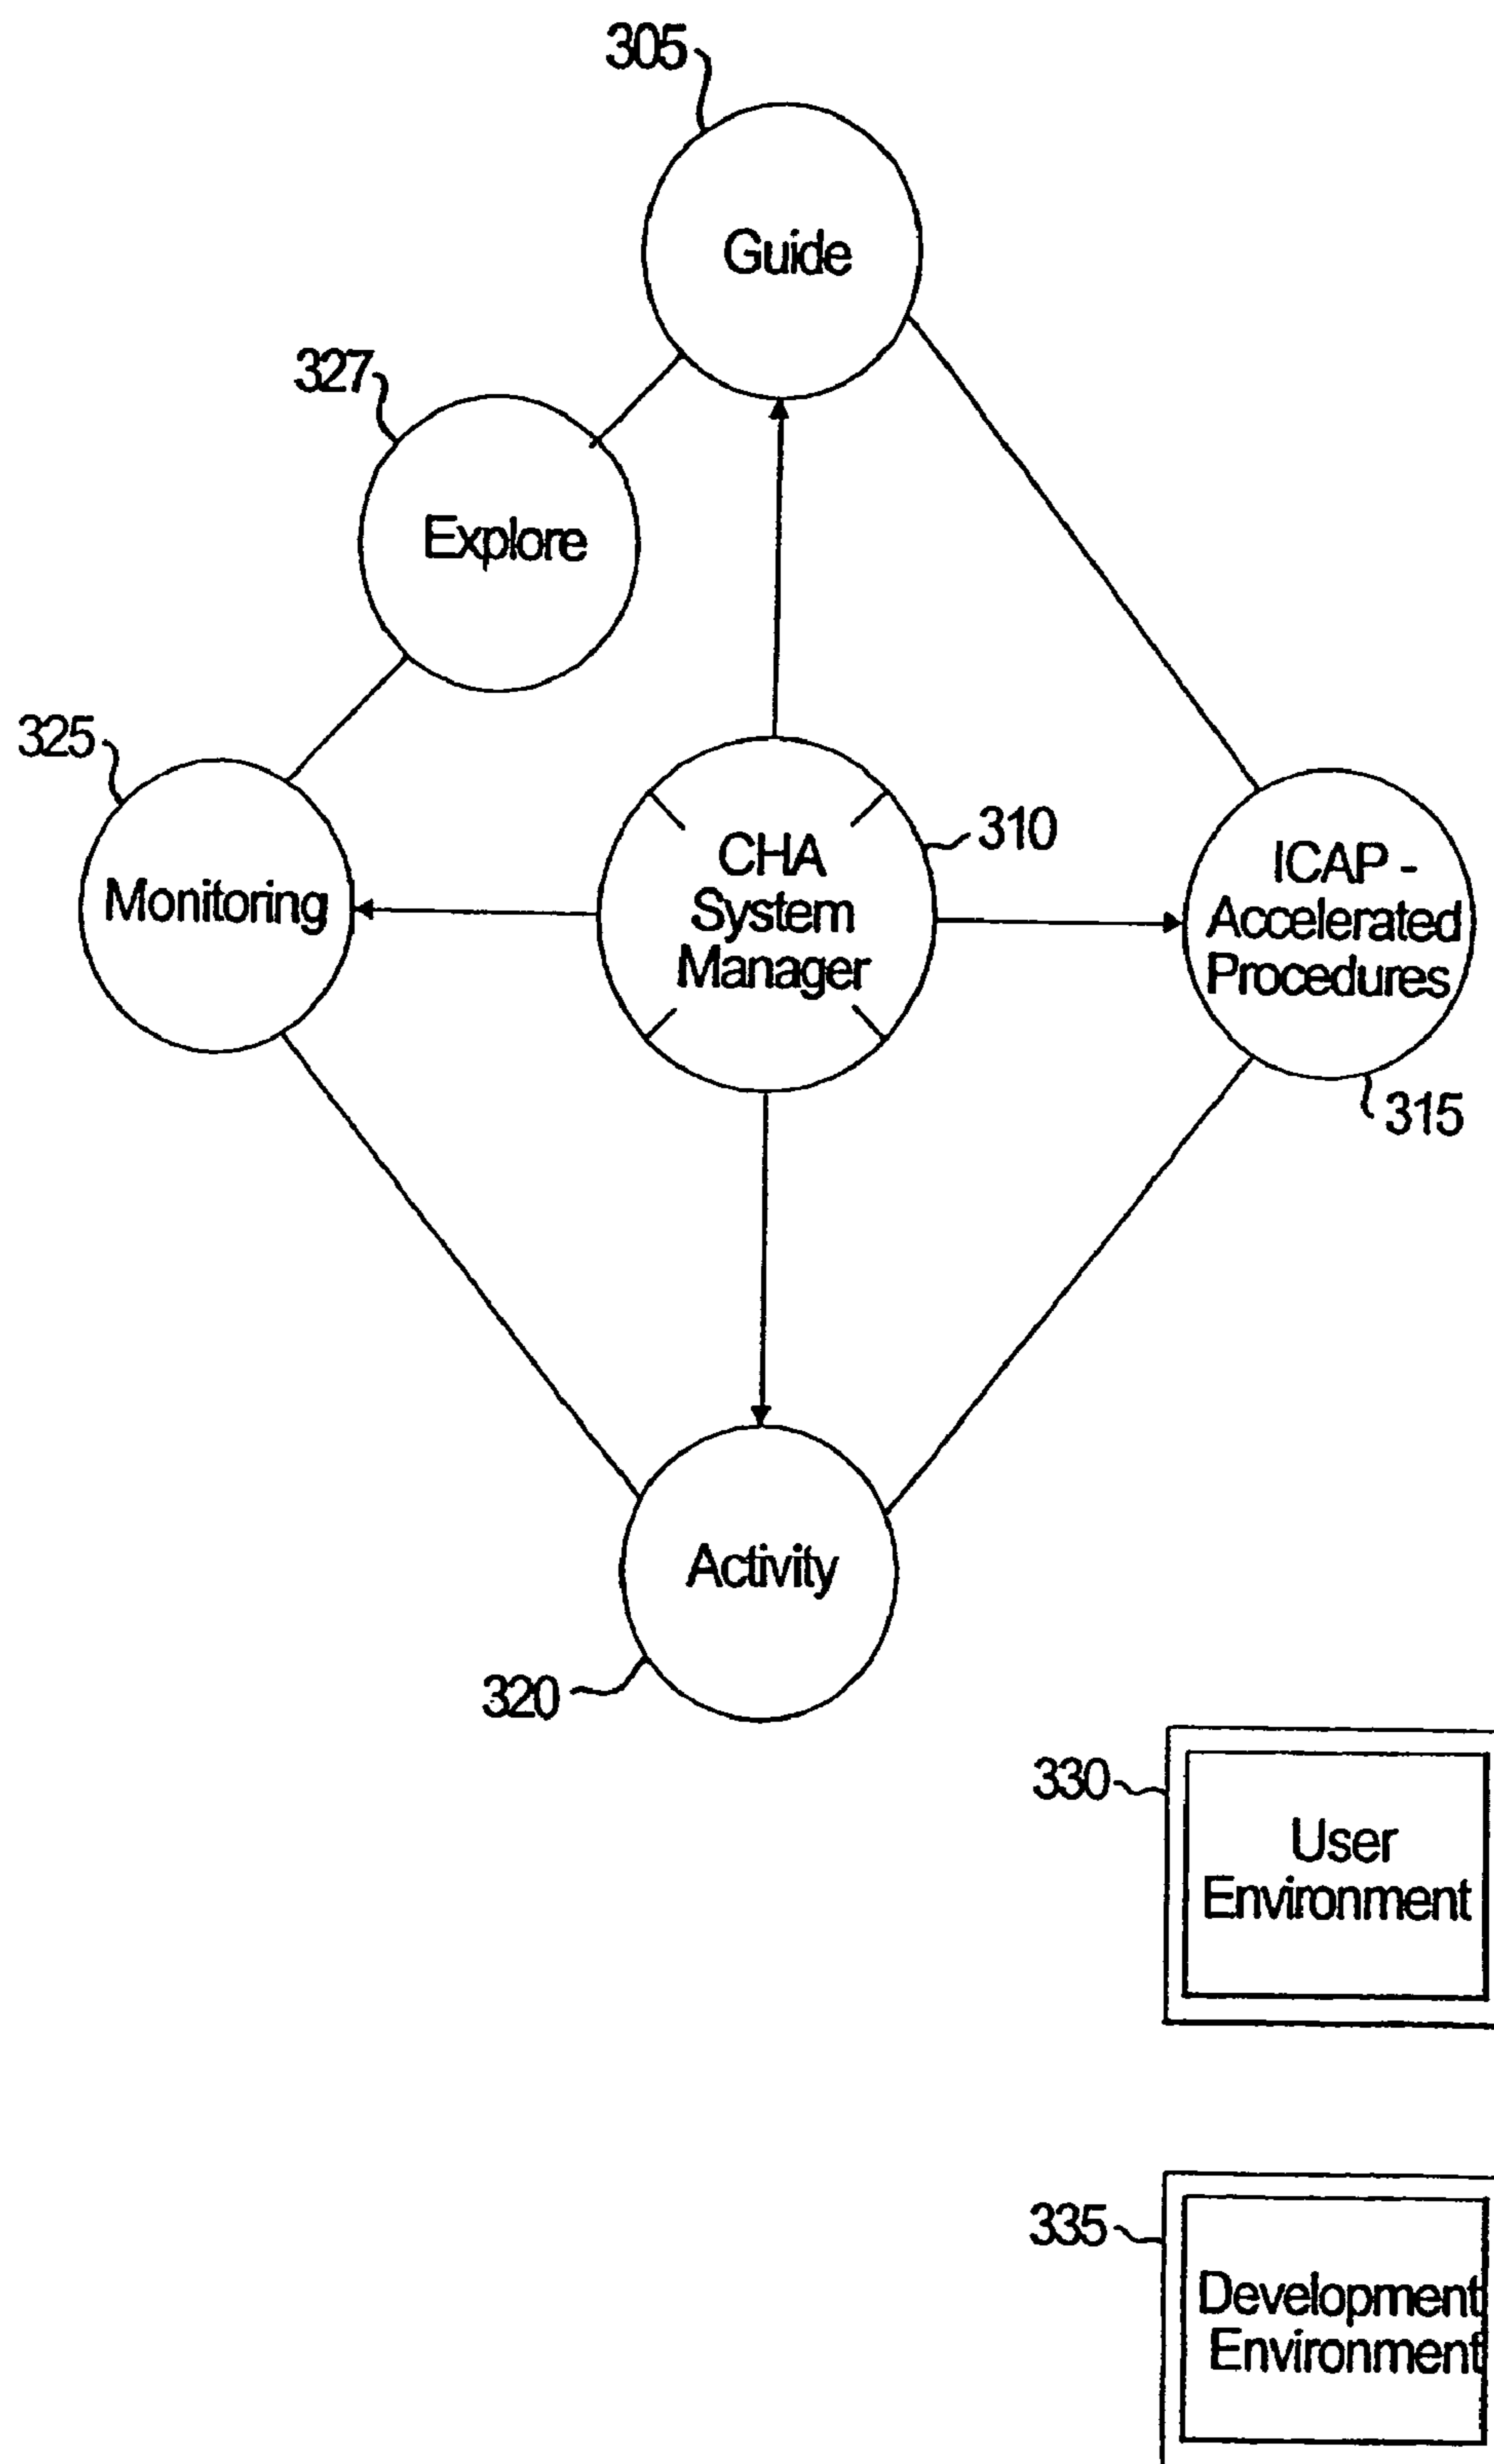 305
Guide
327
Explore
325
Monitoring
CHA
System
Manager
310
ICAP -
Accelerated
Procedures
315
Activity
320
330
User
Environment
335
Development
Environment